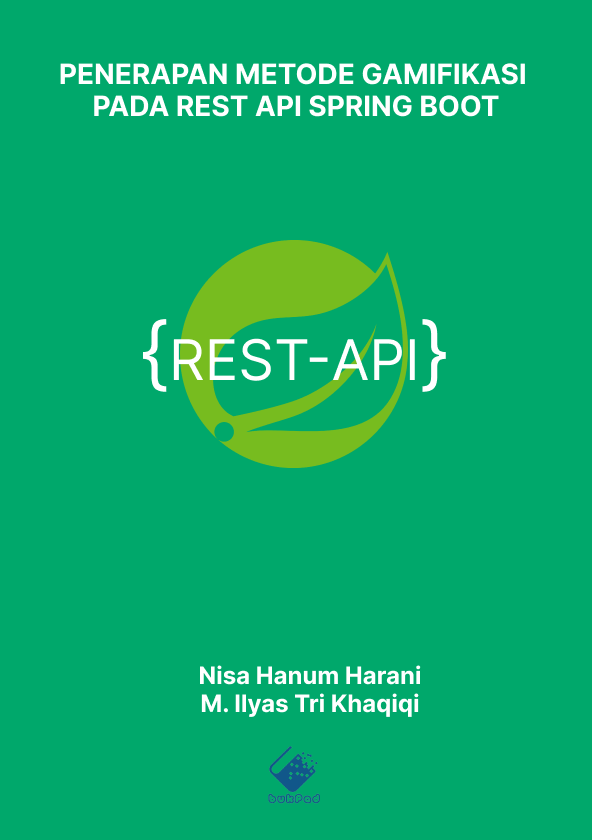 PENERAPAN METODE GAMIFIKASI
PADA REST API SPRING BOOT
{REST-API}
Nisa Hanum Harani
M. Ilyas Tri Khaqiqi
bukPad